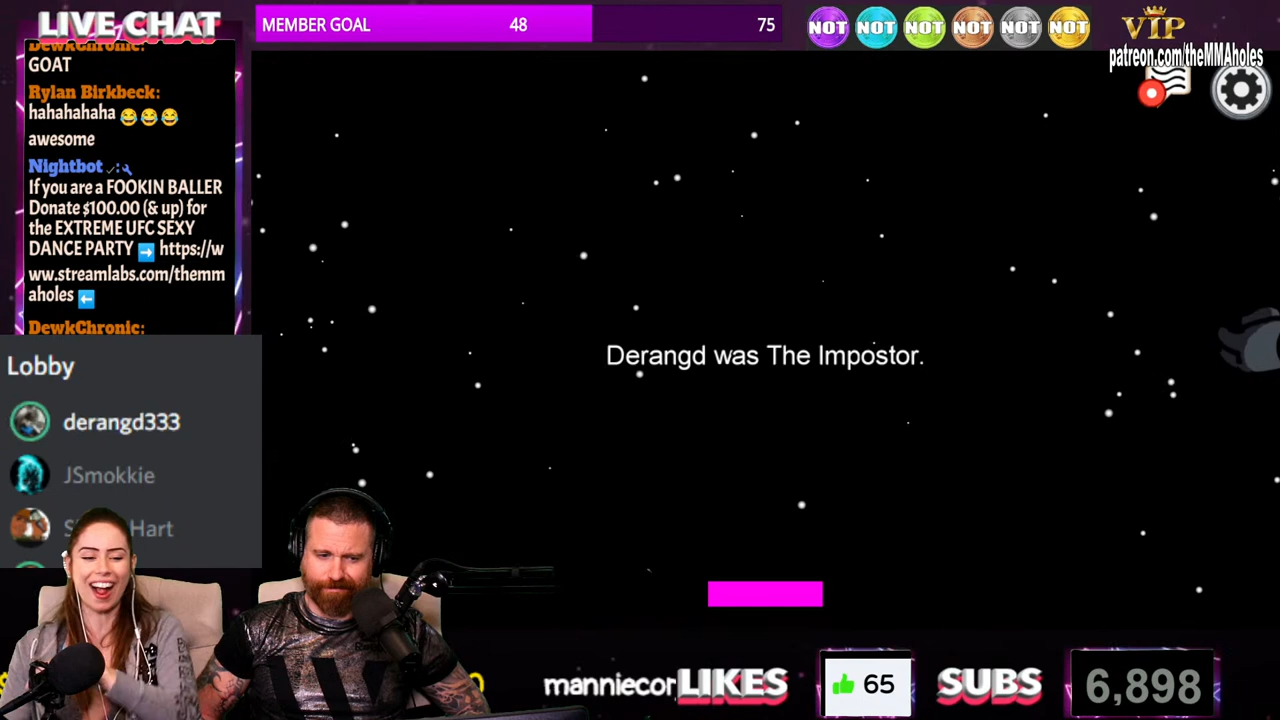 LIVE CHAT
DewkChronic:
GOAT
Rylan Birkbeck:
hahahahaha 😂😂😂
awesome
Nightbot ✓:
If you are a FOOKIN BALLER
Donate $100.00 (& up) for
the EXTREME UFC SEXY
DANCE PARTY ➡️ https://w
ww.streamlabs.com/themm
aholes ⬅️
DewkChronic:
MEMBER GOAL 48 75
NOT NOT NOT NOT NOT NOT
VIP
patreon.com/theMMAholes
Lobby
derangd333
JSmokkie
Hart
Derangd was The Impostor.
manniecor
LIKES
65
SUBS
6,898